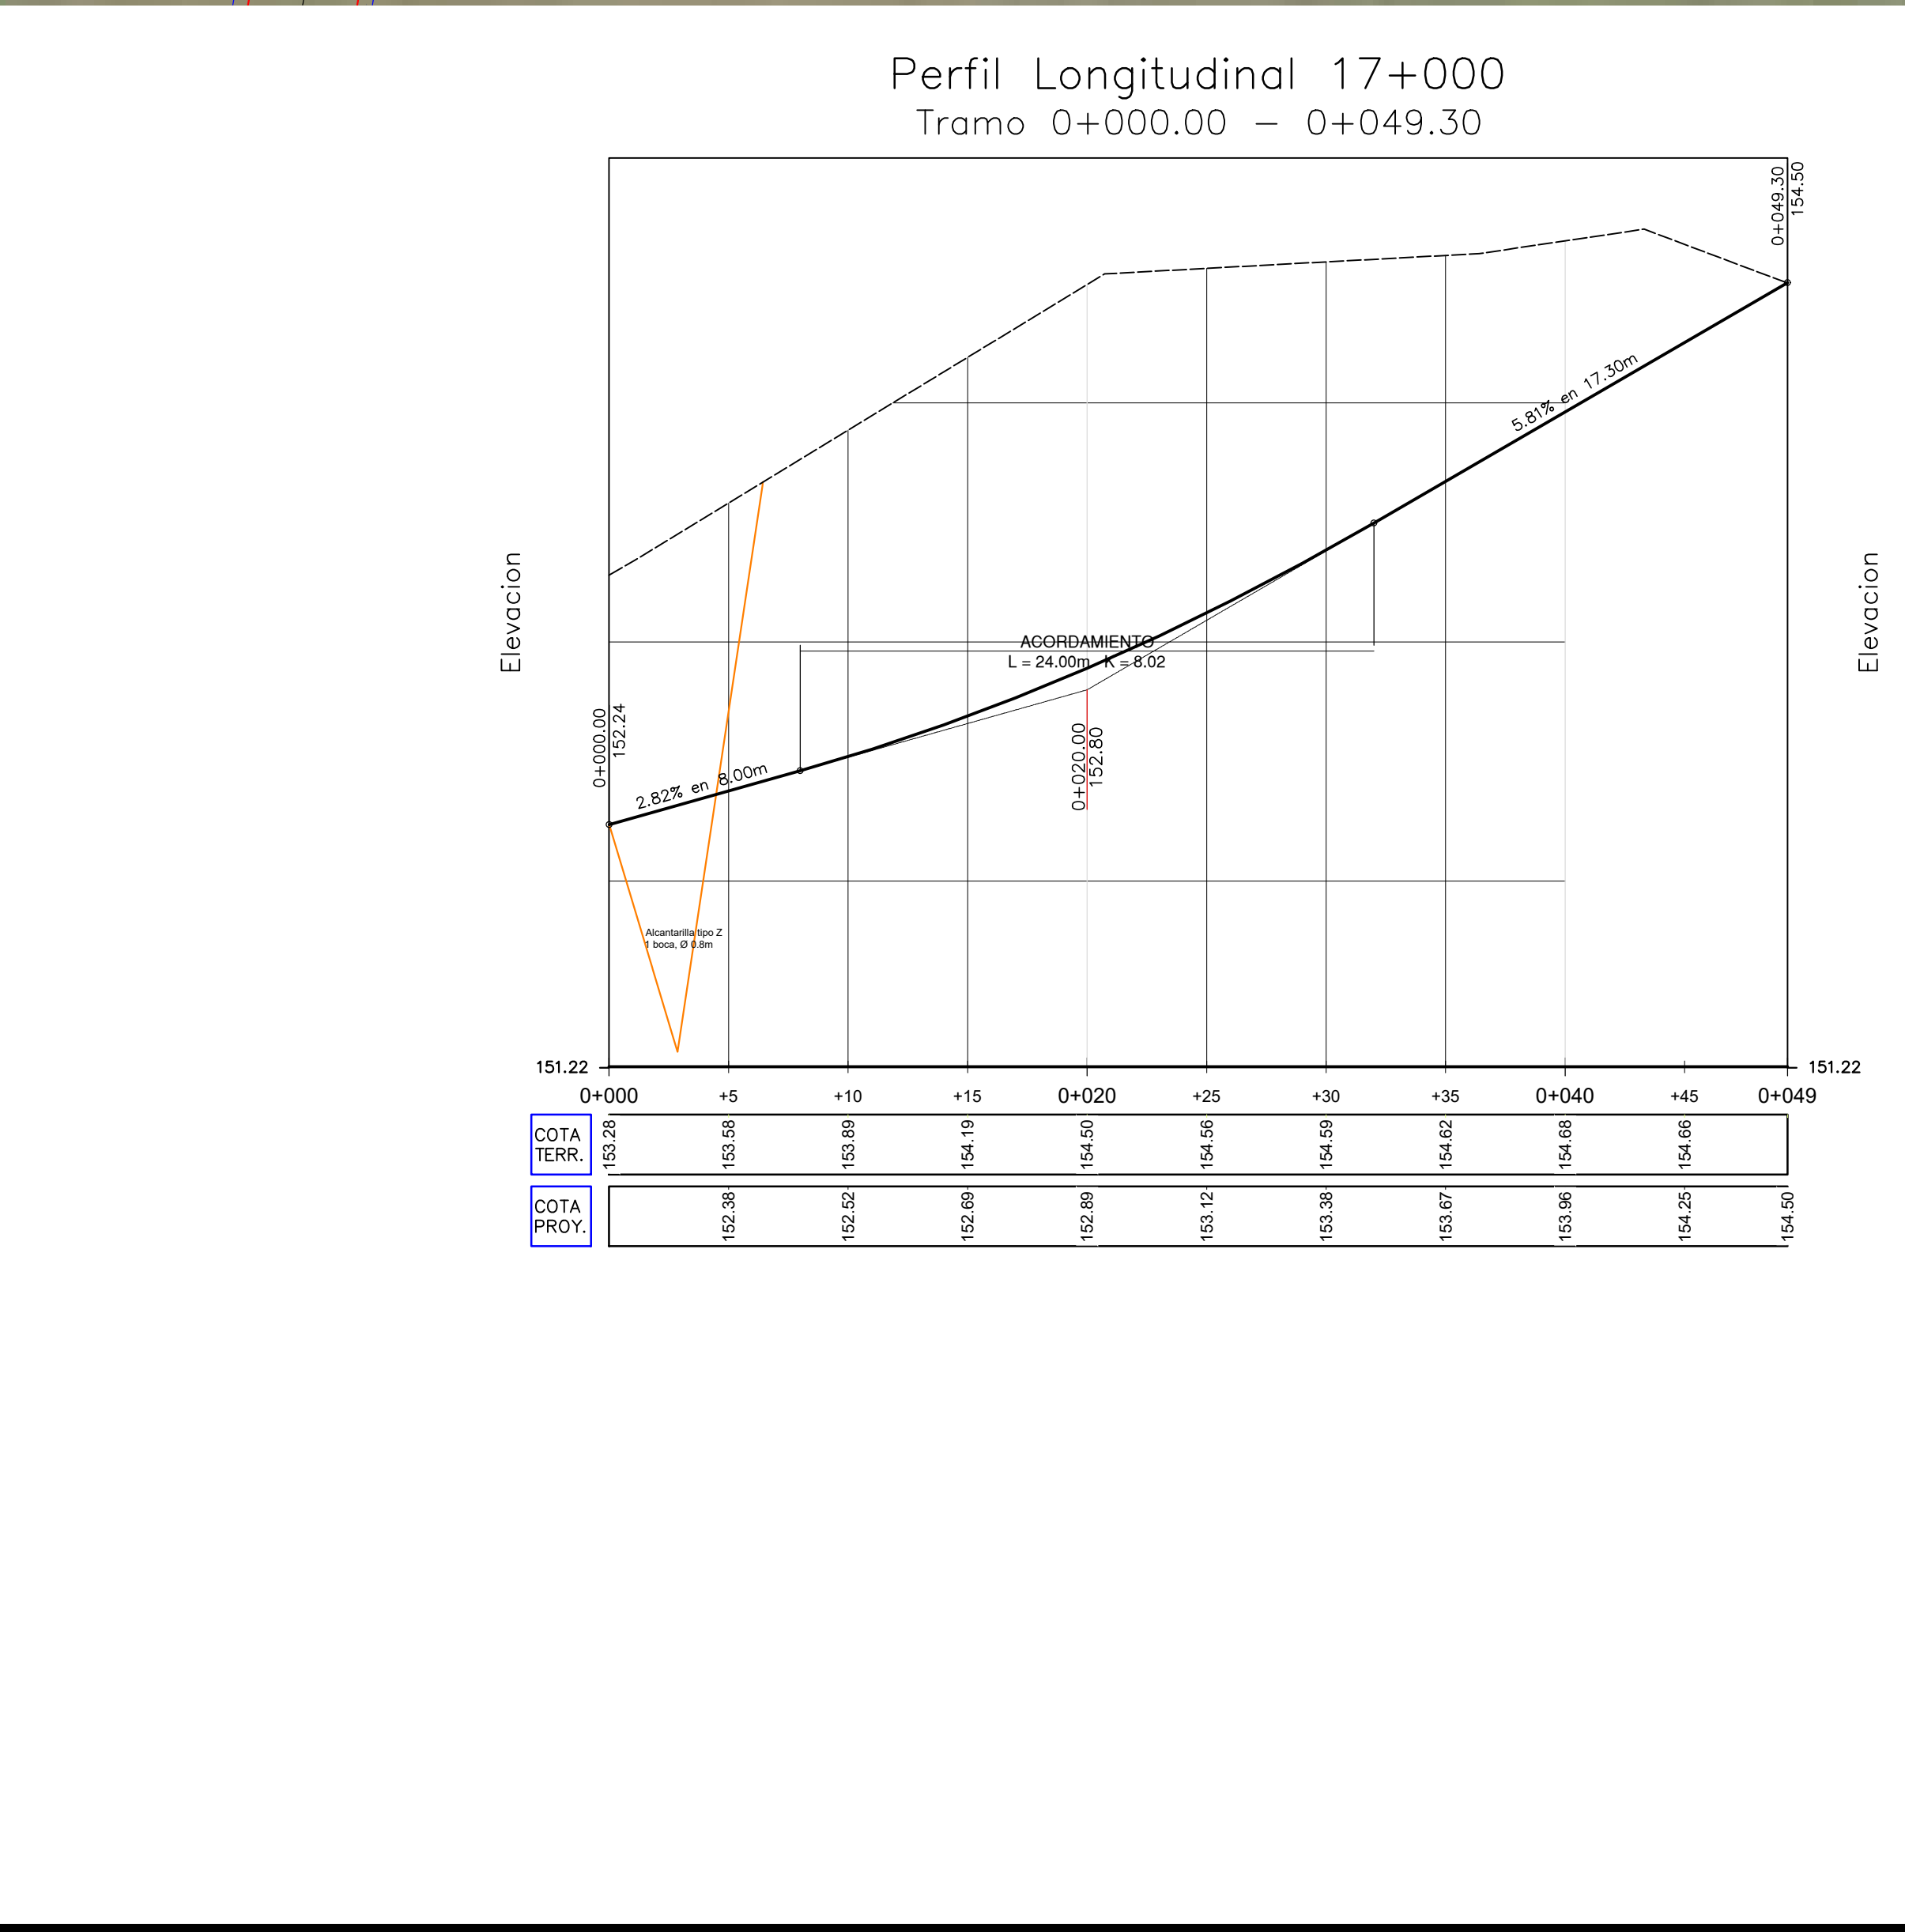 Perfil Longitudinal 17+000
Tramo 0+000.00 - 0+049.30
0+049.30
154.50
5.81% en 17.30m
Elevacion
Elevacion
ACORDAMIENTO
L = 24.00m K = 8.02
0+000.00
152.24
0+020.00
152.80
2.82% en 8.00m
Alcantarilla tipo Z
1 boca, Ø 0.8m
151.22
151.22
0+000 +5 +10 +15 0+020 +25 +30 +35 0+040 +45 0+049
COTA
TERR.
153.28 153.58 153.89 154.19 154.50 154.56 154.59 154.62 154.68 154.66
COTA
PROY.
152.38 152.52 152.69 152.89 153.12 153.38 153.67 153.96 154.25 154.50